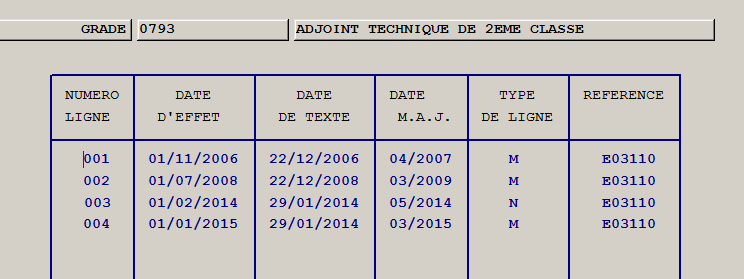 GRADE 0793 ADJOINT TECHNIQUE DE 2EME CLASSE
NUMERO DATE DATE DATE TYPE REFERENCE
LIGNE D'EFFET DE TEXTE M.A.J. DE LIGNE
001 01/11/2006 22/12/2006 04/2007 M E03110
002 01/07/2008 22/12/2008 03/2009 M E03110
003 01/02/2014 29/01/2014 05/2014 N E03110
004 01/01/2015 29/01/2014 03/2015 M E03110